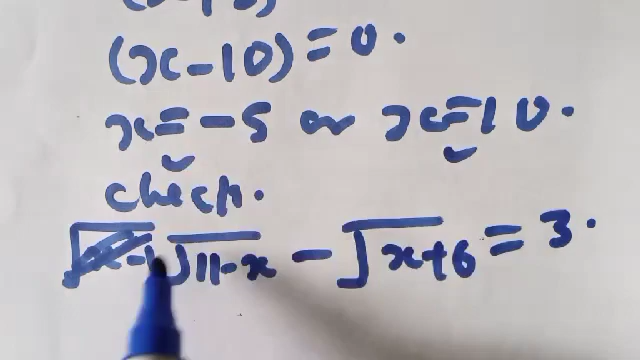 (x-10) = 0.
x = -5 or x = 10.
check.
√11-x - √x+6 = 3.